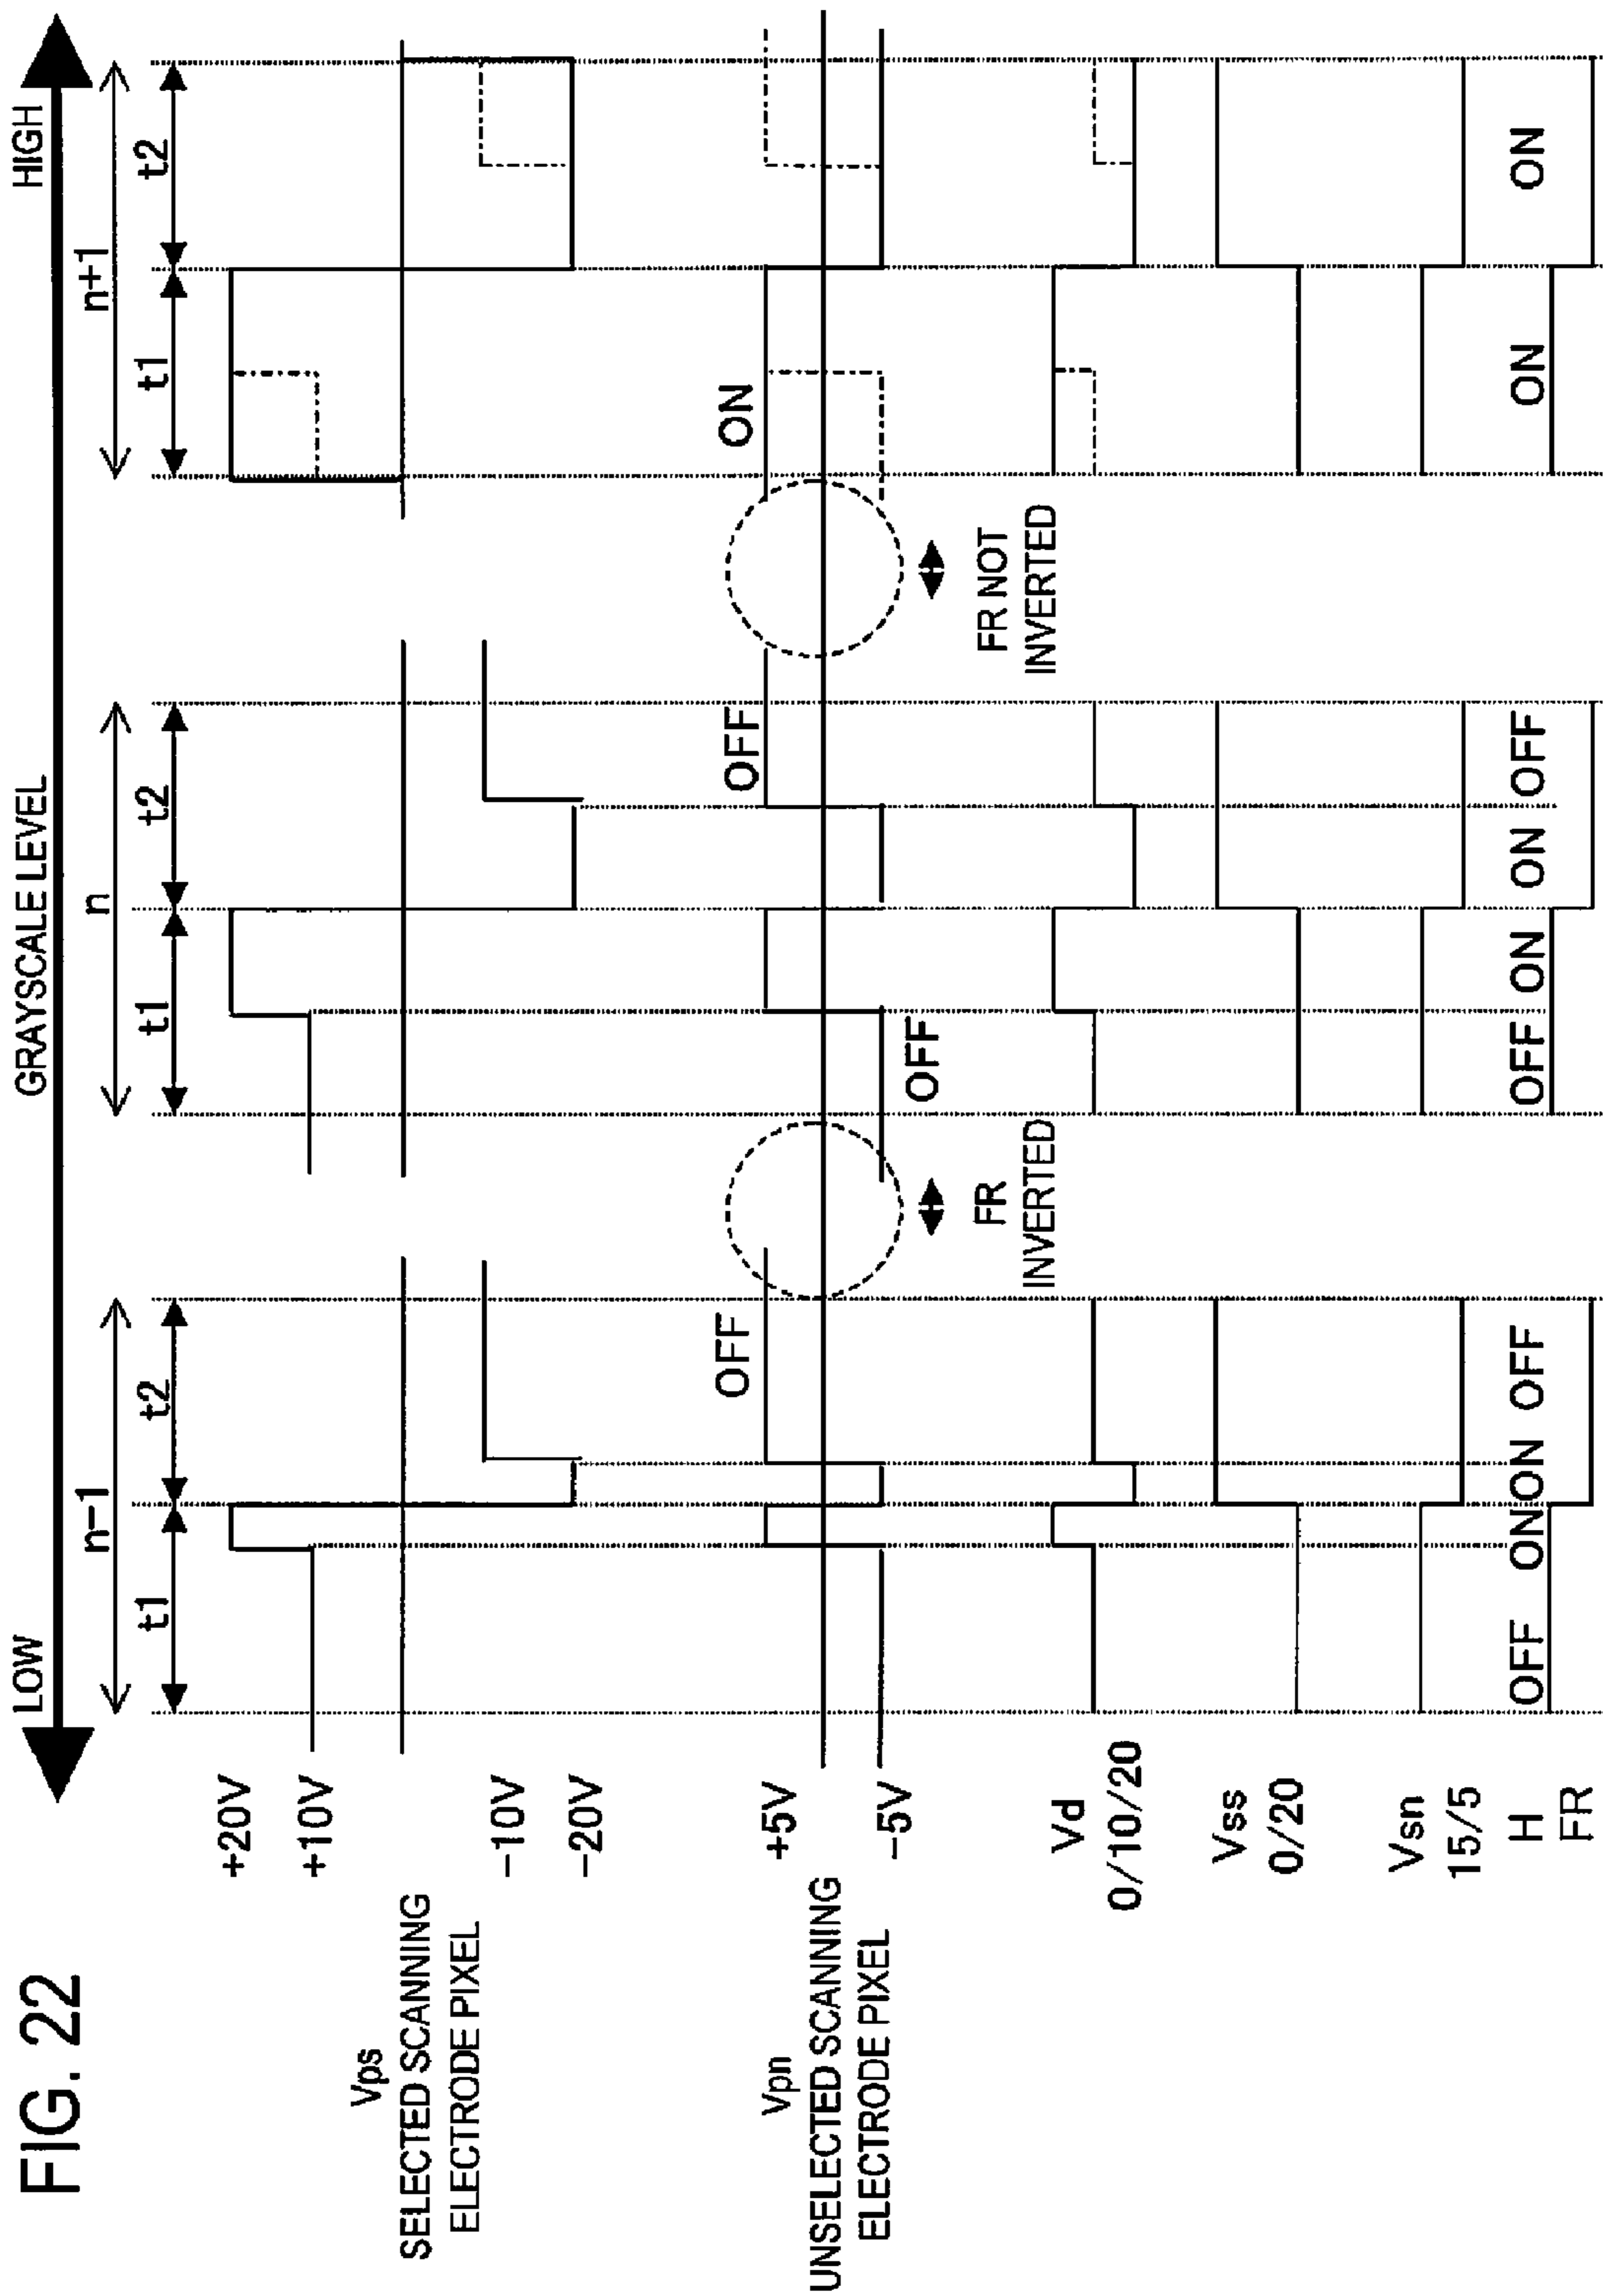 FIG. 22
LOW
GRAYSCALE LEVEL
HIGH
n-1
n
n+1
t1
t2
t1
t2
t1
t2
Vps
SELECTED SCANNING
ELECTRODE PIXEL
+20V
+10V
-10V
-20V
Vpn
UNSELECTED SCANNING
ELECTRODE PIXEL
+5V
-5V
OFF
OFF
OFF
ON
FR
INVERTED
FR NOT
INVERTED
Vd
0/10/20
Vss
0/20
Vsn
15/5
H
OFF ON ON OFF
OFF ON ON OFF
ON ON
FR